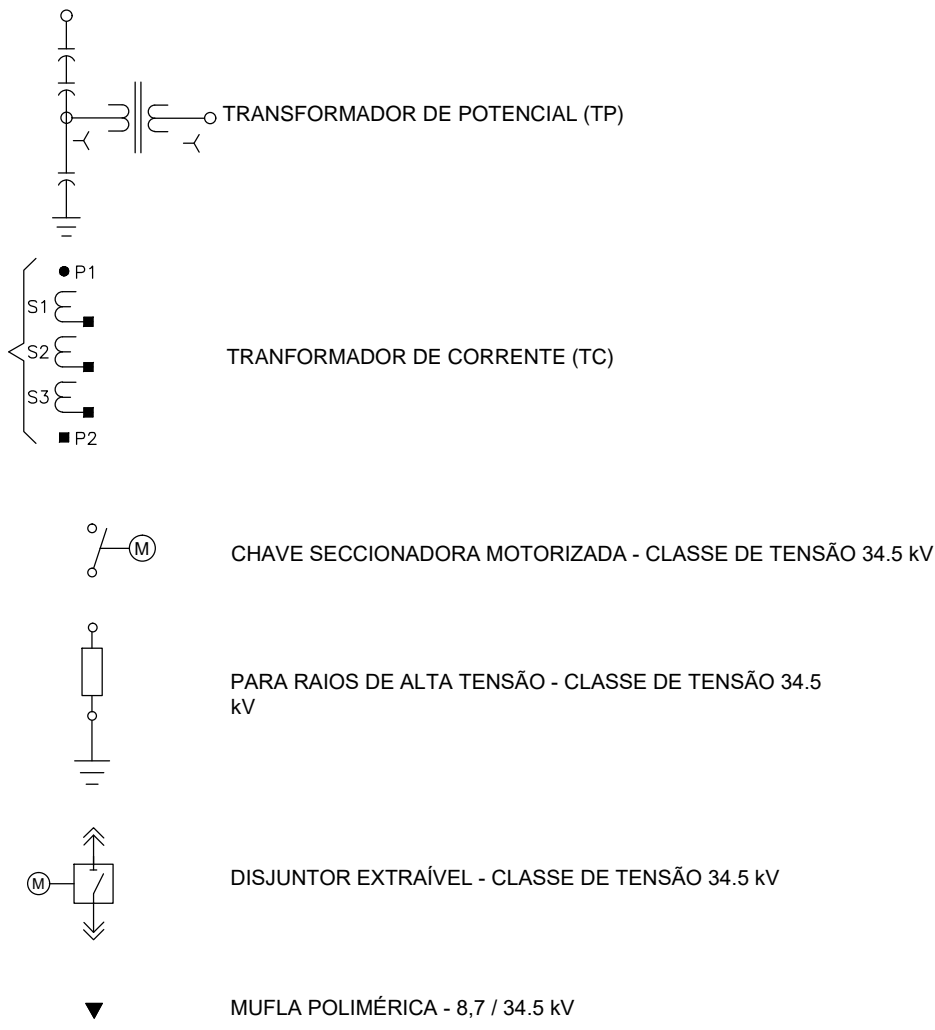 TRANSFORMADOR DE POTENCIAL (TP)
P1
S1
S2
TRANFORMADOR DE CORRENTE (TC)
S3
P2
M
CHAVE SECCIONADORA MOTORIZADA - CLASSE DE TENSÃO 34.5 kV
PARA RAIOS DE ALTA TENSÃO - CLASSE DE TENSÃO 34.5
kV
M
DISJUNTOR EXTRAÍVEL - CLASSE DE TENSÃO 34.5 kV
MUFLA POLIMÉRICA - 8,7 / 34.5 kV